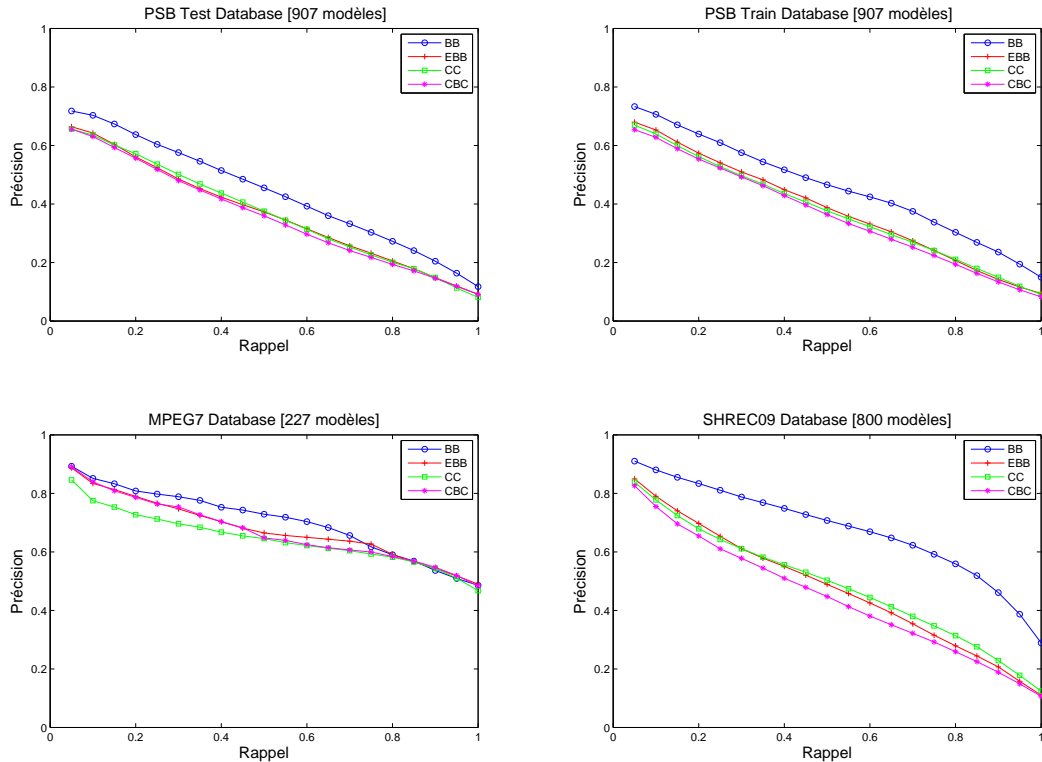 PSB Test Database [907 modèles]
1
0.8
0.6
0.4
0.2
0
Précision
0.2
0.4
0.6
0.8
1
Rappel
BB
EBB
CC
CBC
PSB Train Database [907 modèles]
1
0.8
0.6
0.4
0.2
0
Précision
0
0.2
0.4
0.6
0.8
1
Rappel
BB
EBB
CC
CBC
MPEG7 Database [227 modèles]
1
0.8
0.6
0.4
0.2
0
Précision
0
0.2
0.4
0.6
0.8
1
Rappel
BB
EBB
CC
CBC
SHREC09 Database [800 modèles]
1
0.8
0.6
0.4
0.2
0
Précision
0
0.2
0.4
0.6
0.8
1
Rappel
BB
EBB
CC
CBC